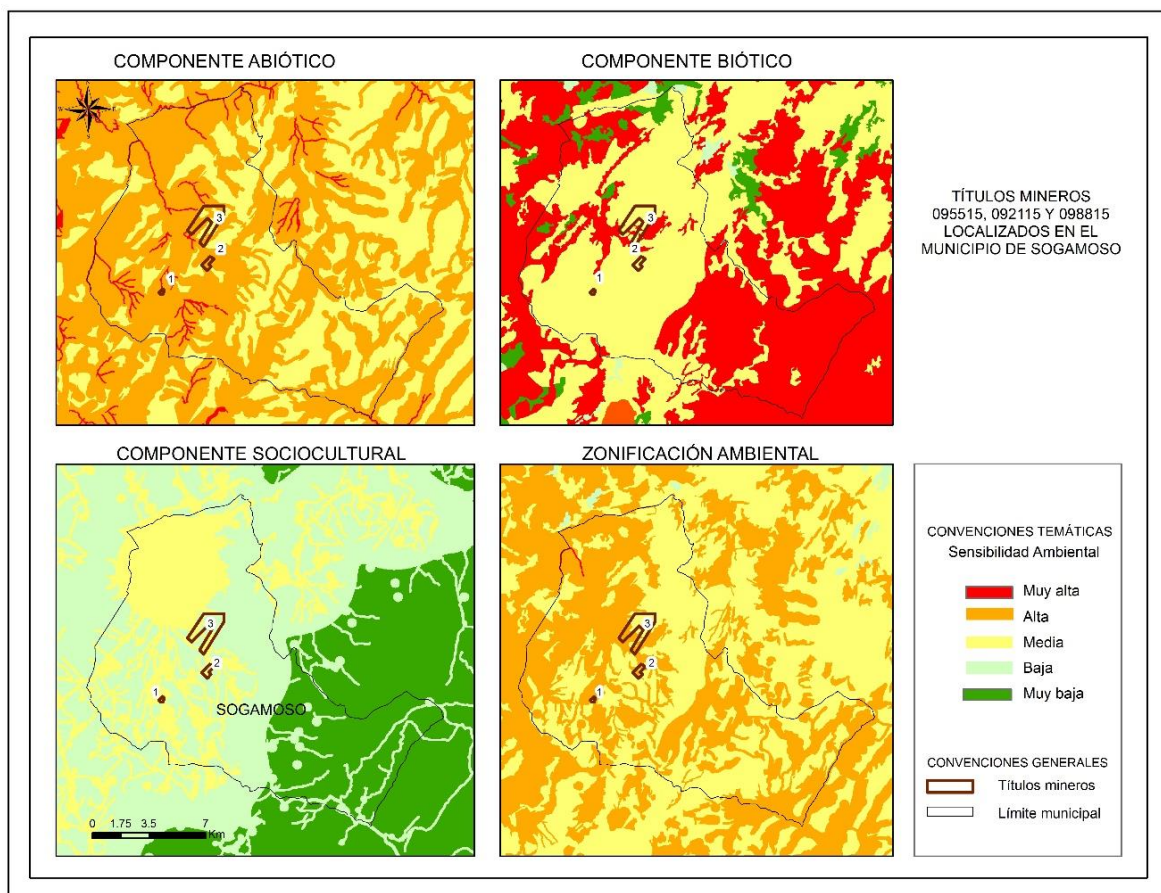 COMPONENTE ABIÓTICO
COMPONENTE BIÓTICO
3
2
1
3
2
1
TÍTULOS MINEROS
095515, 092115 Y 098815
LOCALIZADOS EN EL
MUNICIPIO DE SOGAMOSO
COMPONENTE SOCIOCULTURAL
ZONIFICACIÓN AMBIENTAL
3
2
1
SOGAMOSO
0 1.75 3.5 7
Km
3
2
1
CONVENCIONES TEMÁTICAS
Sensibilidad Ambiental
Muy alta
Alta
Media
Baja
Muy baja
CONVENCIONES GENERALES
Títulos mineros
Límite municipal